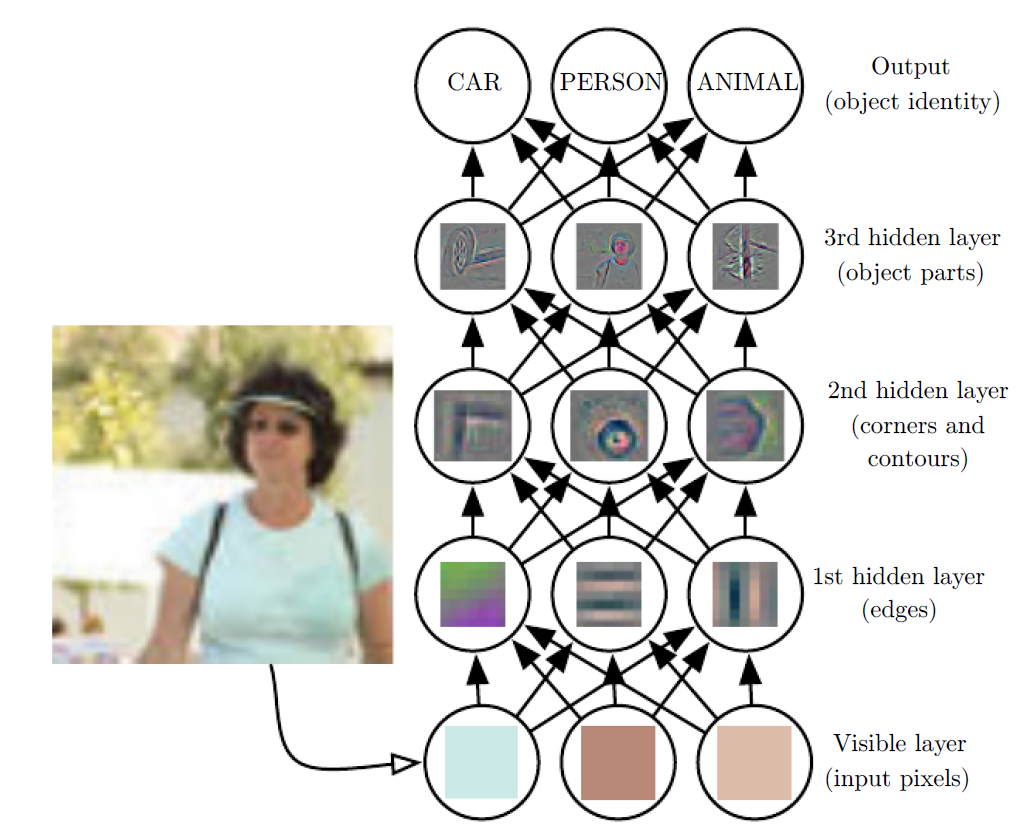 CAR PERSON ANIMAL
Output
(object identity)
3rd hidden layer
(object parts)
2nd hidden layer
(corners and
contours)
1st hidden layer
(edges)
Visible layer
(input pixels)